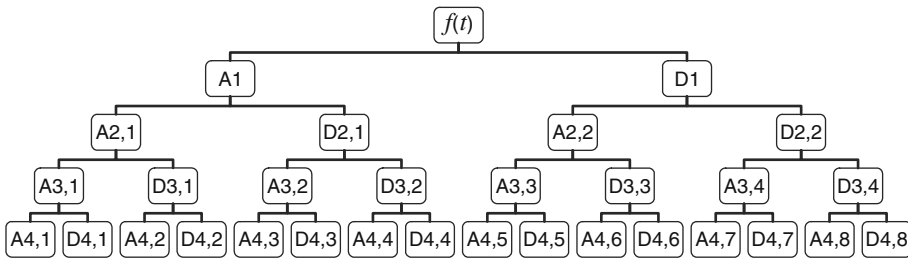 f(t)
A1 D1
A2,1 D2,1 A2,2 D2,2
A3,1 D3,1 A3,2 D3,2 A3,3 D3,3 A3,4 D3,4
A4,1 D4,1 A4,2 D4,2 A4,3 D4,3 A4,4 D4,4 A4,5 D4,5 A4,6 D4,6 A4,7 D4,7 A4,8 D4,8